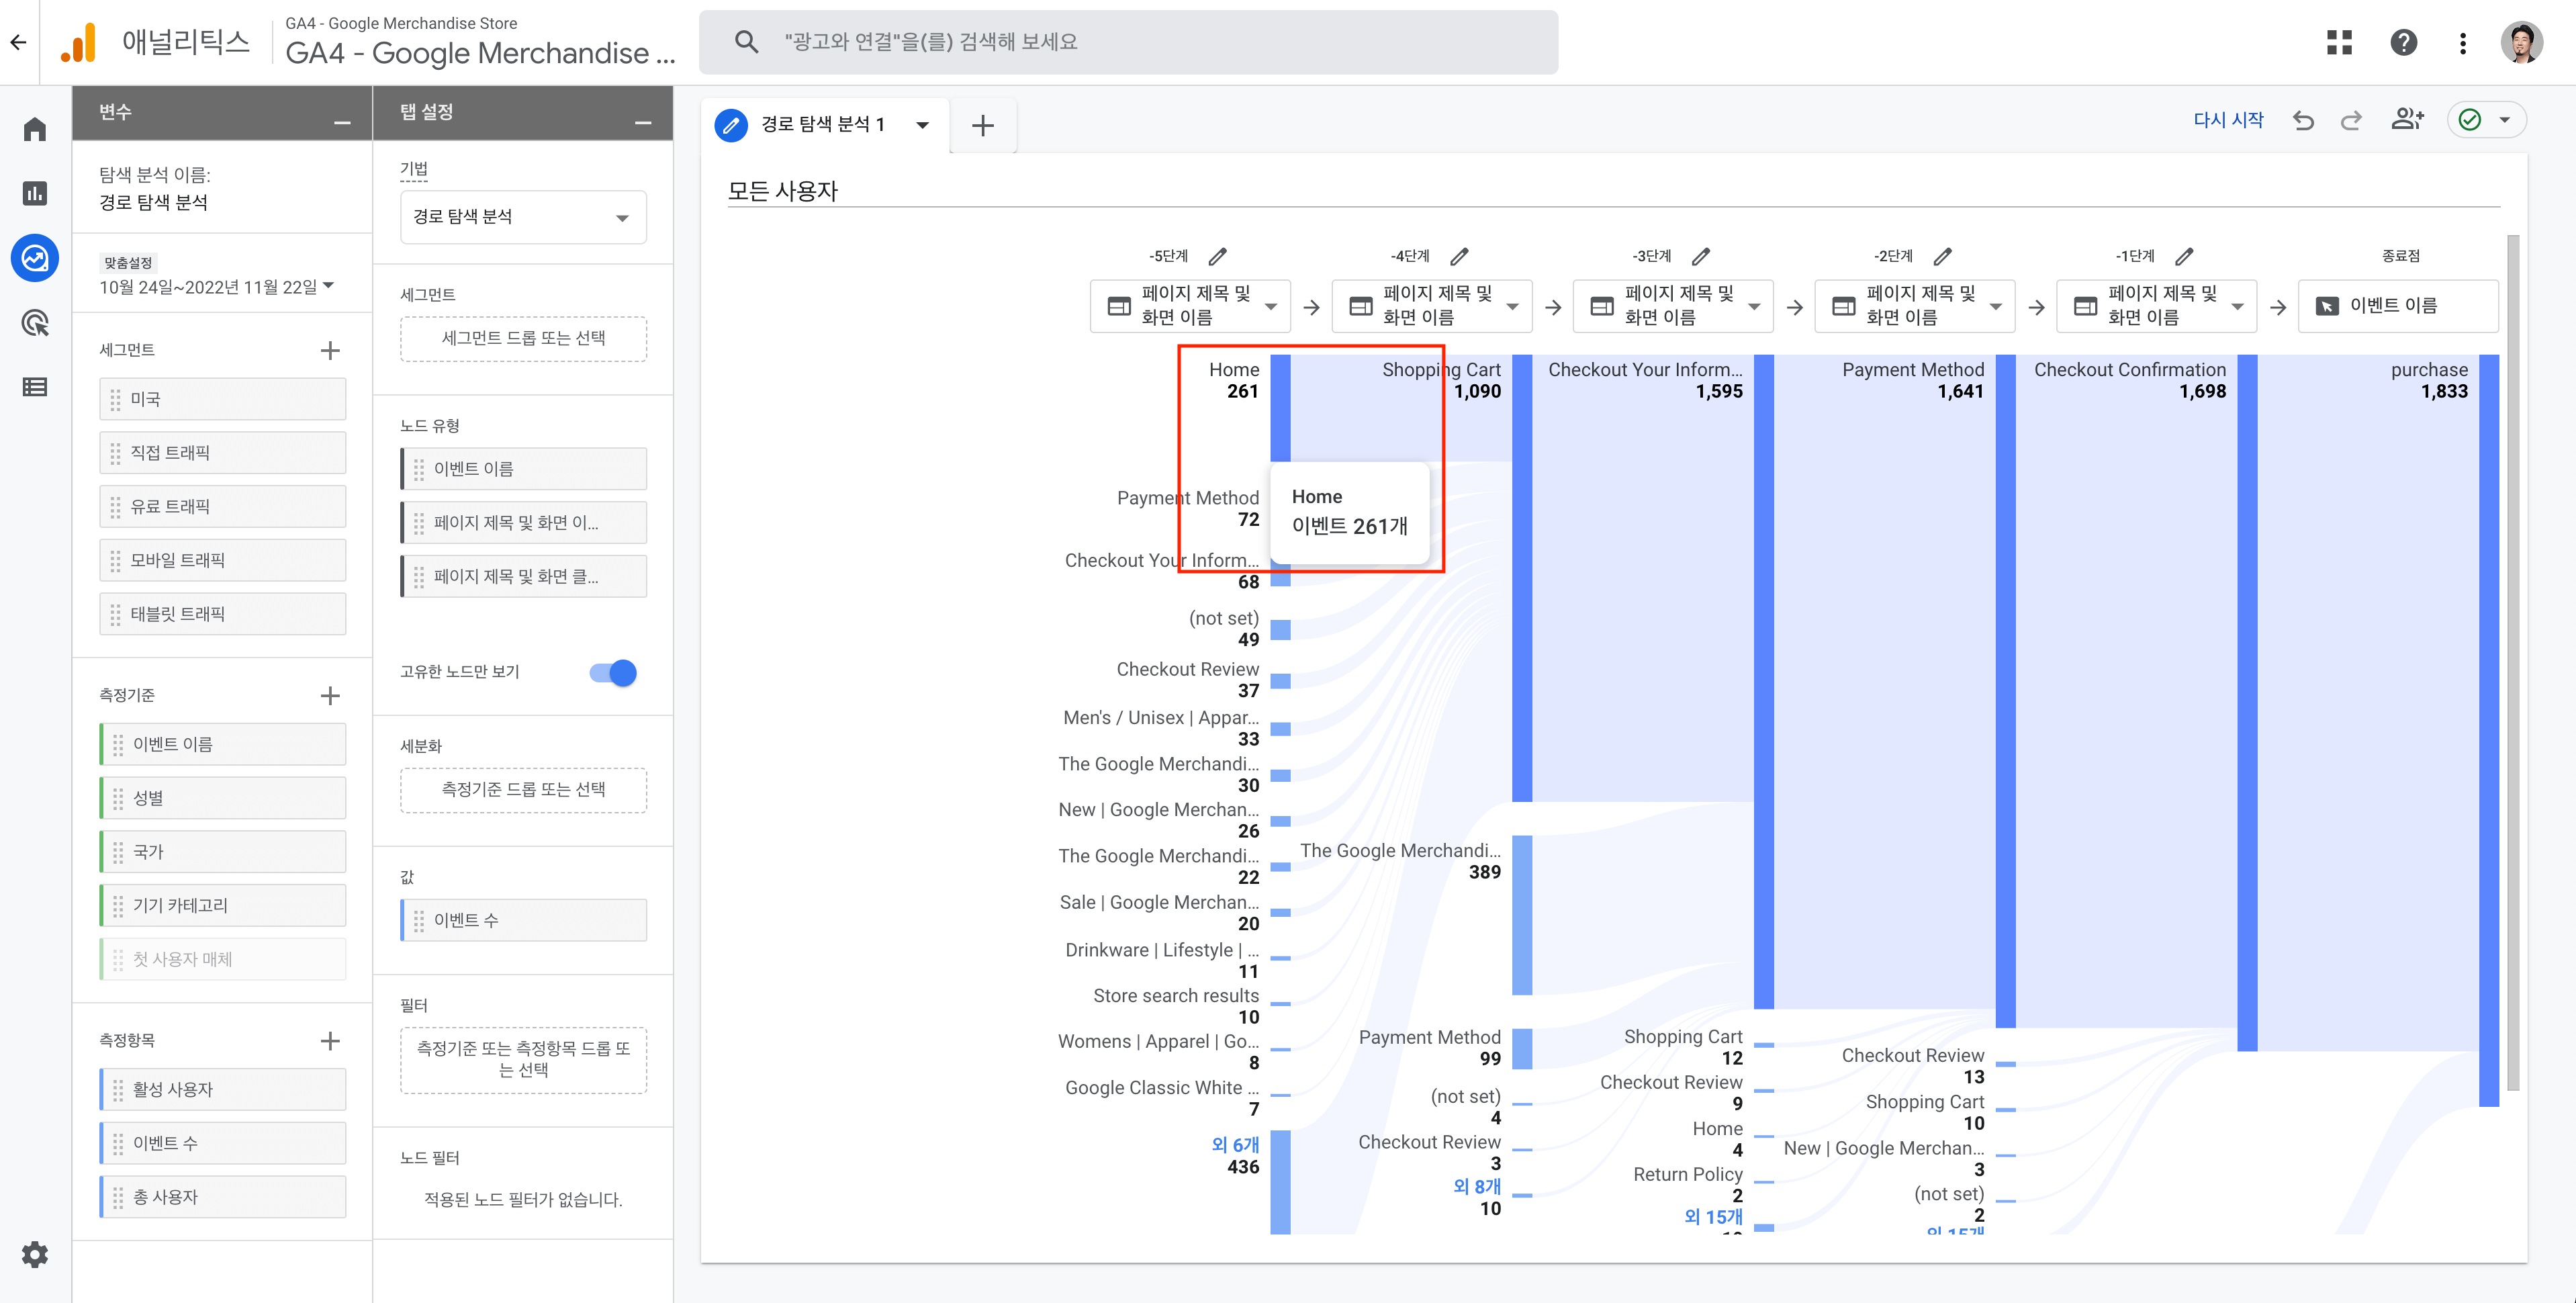 애널리틱스
GA4 - Google Merchandise Store
GA4 - Google Merchandise ...
"광고와 연결"을(를) 검색해 보세요
변수
탐색 분석 이름:
경로 탐색 분석
맞춤설정
10월 24일~2022년 11월 22일
세그먼트
미국
직접 트래픽
유료 트래픽
모바일 트래픽
태블릿 트래픽
측정기준
이벤트 이름
성별
국가
기기 카테고리
첫 사용자 매체
측정항목
활성 사용자
이벤트 수
총 사용자
탭 설정
기법
경로 탐색 분석
세그먼트
세그먼트 드롭 또는 선택
노드 유형
이벤트 이름
페이지 제목 및 화면 이...
페이지 제목 및 화면 클...
고유한 노드만 보기
세분화
측정기준 드롭 또는 선택
값
이벤트 수
필터
측정기준 또는 측정항목 드롭 또
는 선택
노드 필터
적용된 노드 필터가 없습니다.
경로 탐색 분석 1
다시 시작
모든 사용자
-5단계
페이지 제목 및
화면 이름
-4단계
페이지 제목 및
화면 이름
-3단계
페이지 제목 및
화면 이름
-2단계
페이지 제목 및
화면 이름
-1단계
페이지 제목 및
화면 이름
종료점
이벤트 이름
Home
261
Payment Method
72
Checkout Your Inform...
68
(not set)
49
Checkout Review
37
Men's / Unisex | Appar...
33
The Google Merchandi...
30
New | Google Merchan...
26
The Google Merchandi...
22
Sale | Google Merchan...
20
Drinkware | Lifestyle | ...
11
Store search results
10
Womens | Apparel | Go...
8
Google Classic White ...
7
외 6개
436
Home
이벤트 261개
Shopping Cart
1,090
The Google Merchandi...
389
Payment Method
99
(not set)
4
Checkout Review
3
외 8개
10
Checkout Your Inform...
1,595
Shopping Cart
12
Checkout Review
9
Home
4
Return Policy
2
외 15개
Payment Method
1,641
Checkout Review
13
Shopping Cart
10
New | Google Merchan...
3
(not set)
2
외 15개
Checkout Confirmation
1,698
purchase
1,833